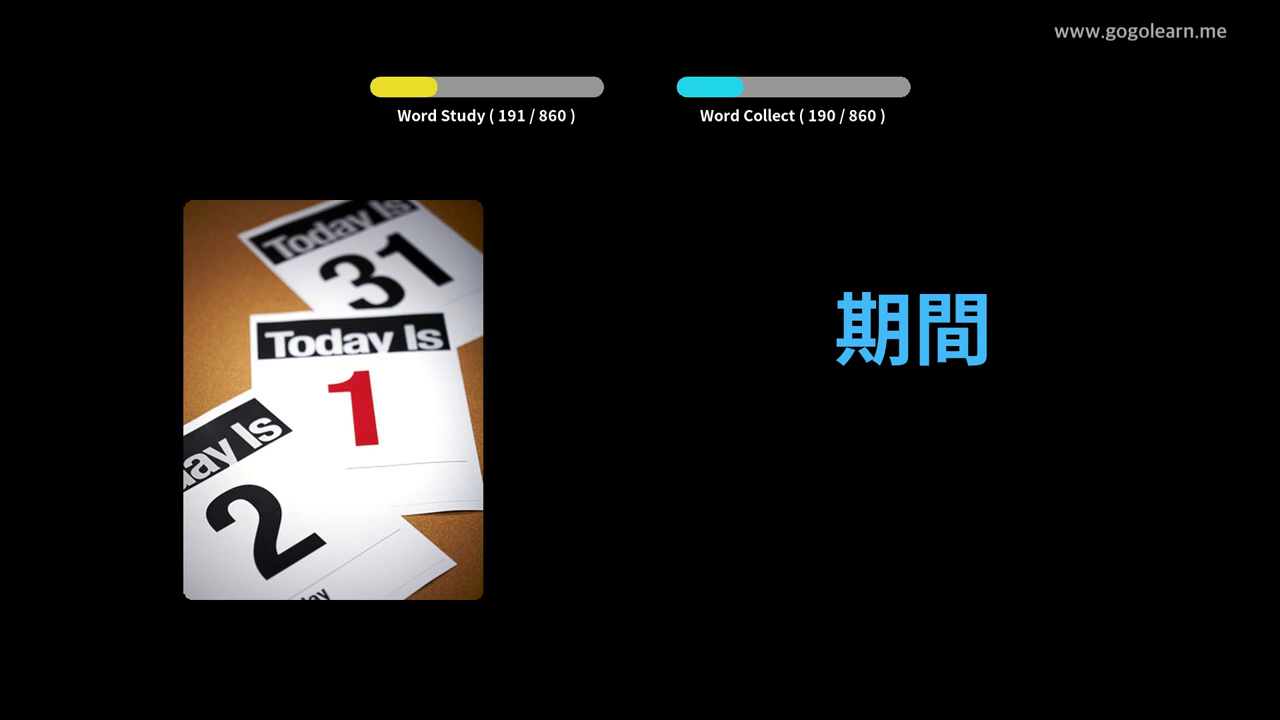 www.gogolearn.me
Word Study ( 191 / 860 )
Word Collect ( 190 / 860 )
Today Is
31
Today Is
1
ay Is
2
ay
期間